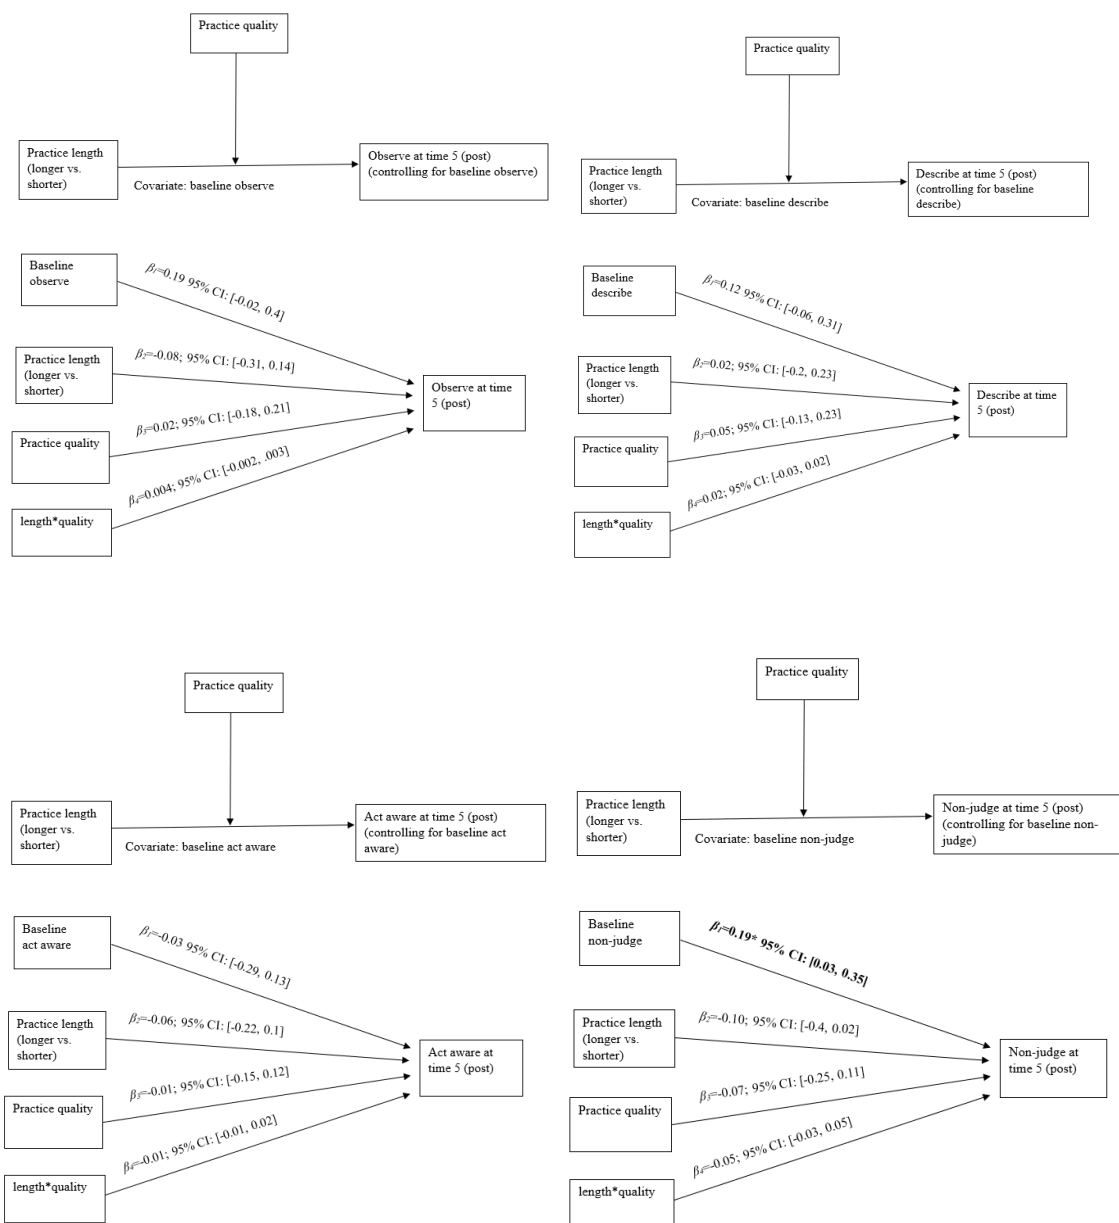 Practice quality
Practice length
(longer vs.
shorter)
Covariate: baseline observe
Observe at time 5 (post)
(controlling for baseline observe)
Baseline
observe
β1=0.19 95% CI: [-0.02, 0.4]
Practice length
(longer vs.
shorter)
β2=-0.08; 95% CI: [-0.31, 0.14]
Practice quality
β3=0.02; 95% CI: [-0.18, 0.21]
length*quality
β4=0.004; 95% CI: [-0.002, .003]
Observe at time
5 (post)
Practice quality
Practice length
(longer vs.
shorter)
Covariate: baseline describe
Describe at time 5 (post)
(controlling for baseline
describe)
Baseline
describe
β1=0.12 95% CI: [-0.06, 0.31]
Practice length
(longer vs.
shorter)
β2=0.02; 95% CI: [-0.2, 0.23]
Practice quality
β3=0.05; 95% CI: [-0.13, 0.23]
length*quality
β4=0.02; 95% CI: [-0.03, 0.02]
Describe at time
5 (post)
Practice quality
Practice length
(longer vs.
shorter)
Covariate: baseline act aware
Act aware at time 5 (post)
(controlling for baseline act
aware)
Baseline
act aware
β1=-0.03 95% CI: [-0.29, 0.13]
Practice length
(longer vs.
shorter)
β2=-0.06; 95% CI: [-0.22, 0.1]
Practice quality
β3=-0.01; 95% CI: [-0.15, 0.12]
length*quality
β4=-0.01; 95% CI: [-0.01, 0.02]
Act aware at
time 5 (post)
Practice quality
Practice length
(longer vs.
shorter)
Covariate: baseline non-judge
Non-judge at time 5 (post)
(controlling for baseline non-
judge)
Baseline
non-judge
β1=0.19* 95% CI: [0.03, 0.35]
Practice length
(longer vs.
shorter)
β2=-0.10; 95% CI: [-0.4, 0.02]
Practice quality
β3=-0.07; 95% CI: [-0.25, 0.11]
length*quality
β4=-0.05; 95% CI: [-0.03, 0.05]
Non-judge at
time 5 (post)